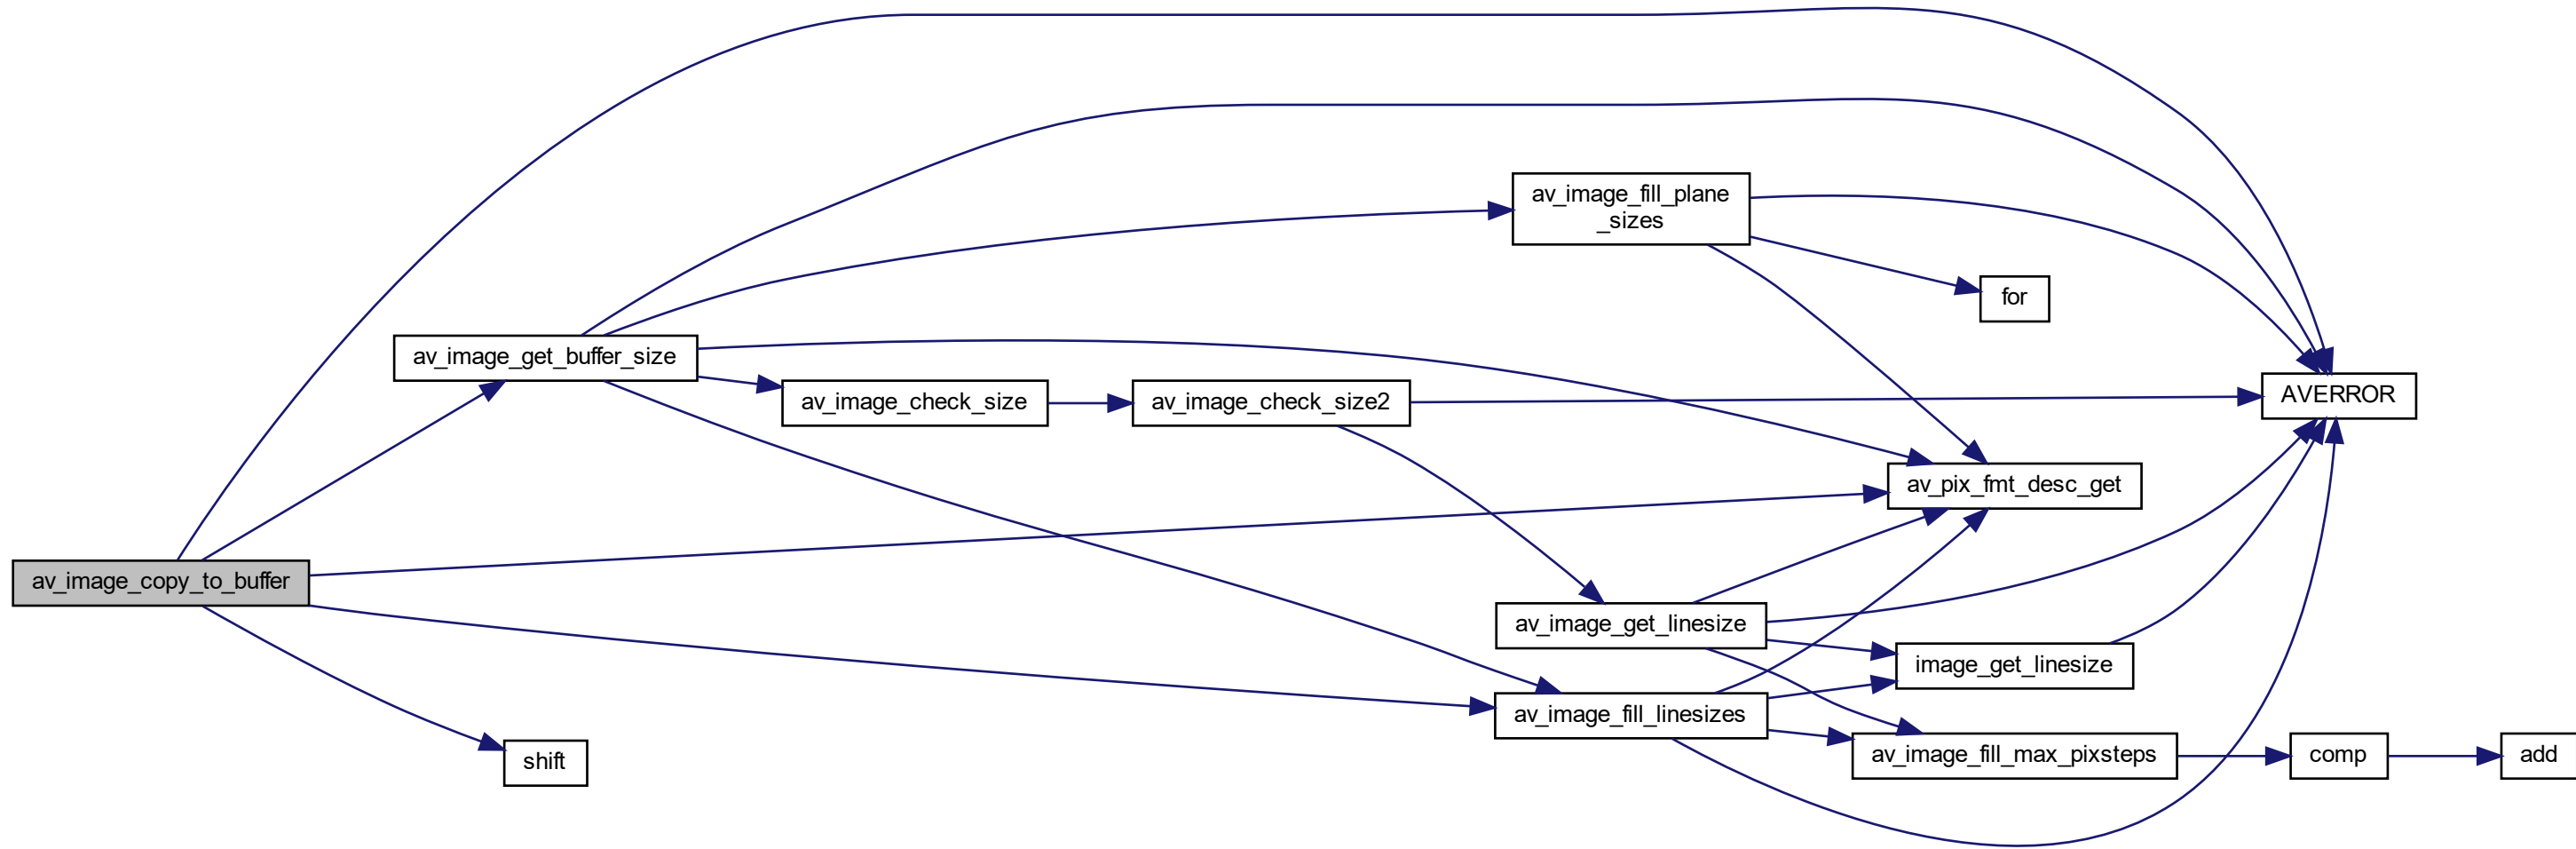 av_image_fill_plane
_sizes
for
av_image_get_buffer_size
av_image_check_size
av_image_check_size2
AVERROR
av_pix_fmt_desc_get
av_image_copy_to_buffer
av_image_get_linesize
image_get_linesize
av_image_fill_linesizes
shift
av_image_fill_max_pixsteps
comp
add